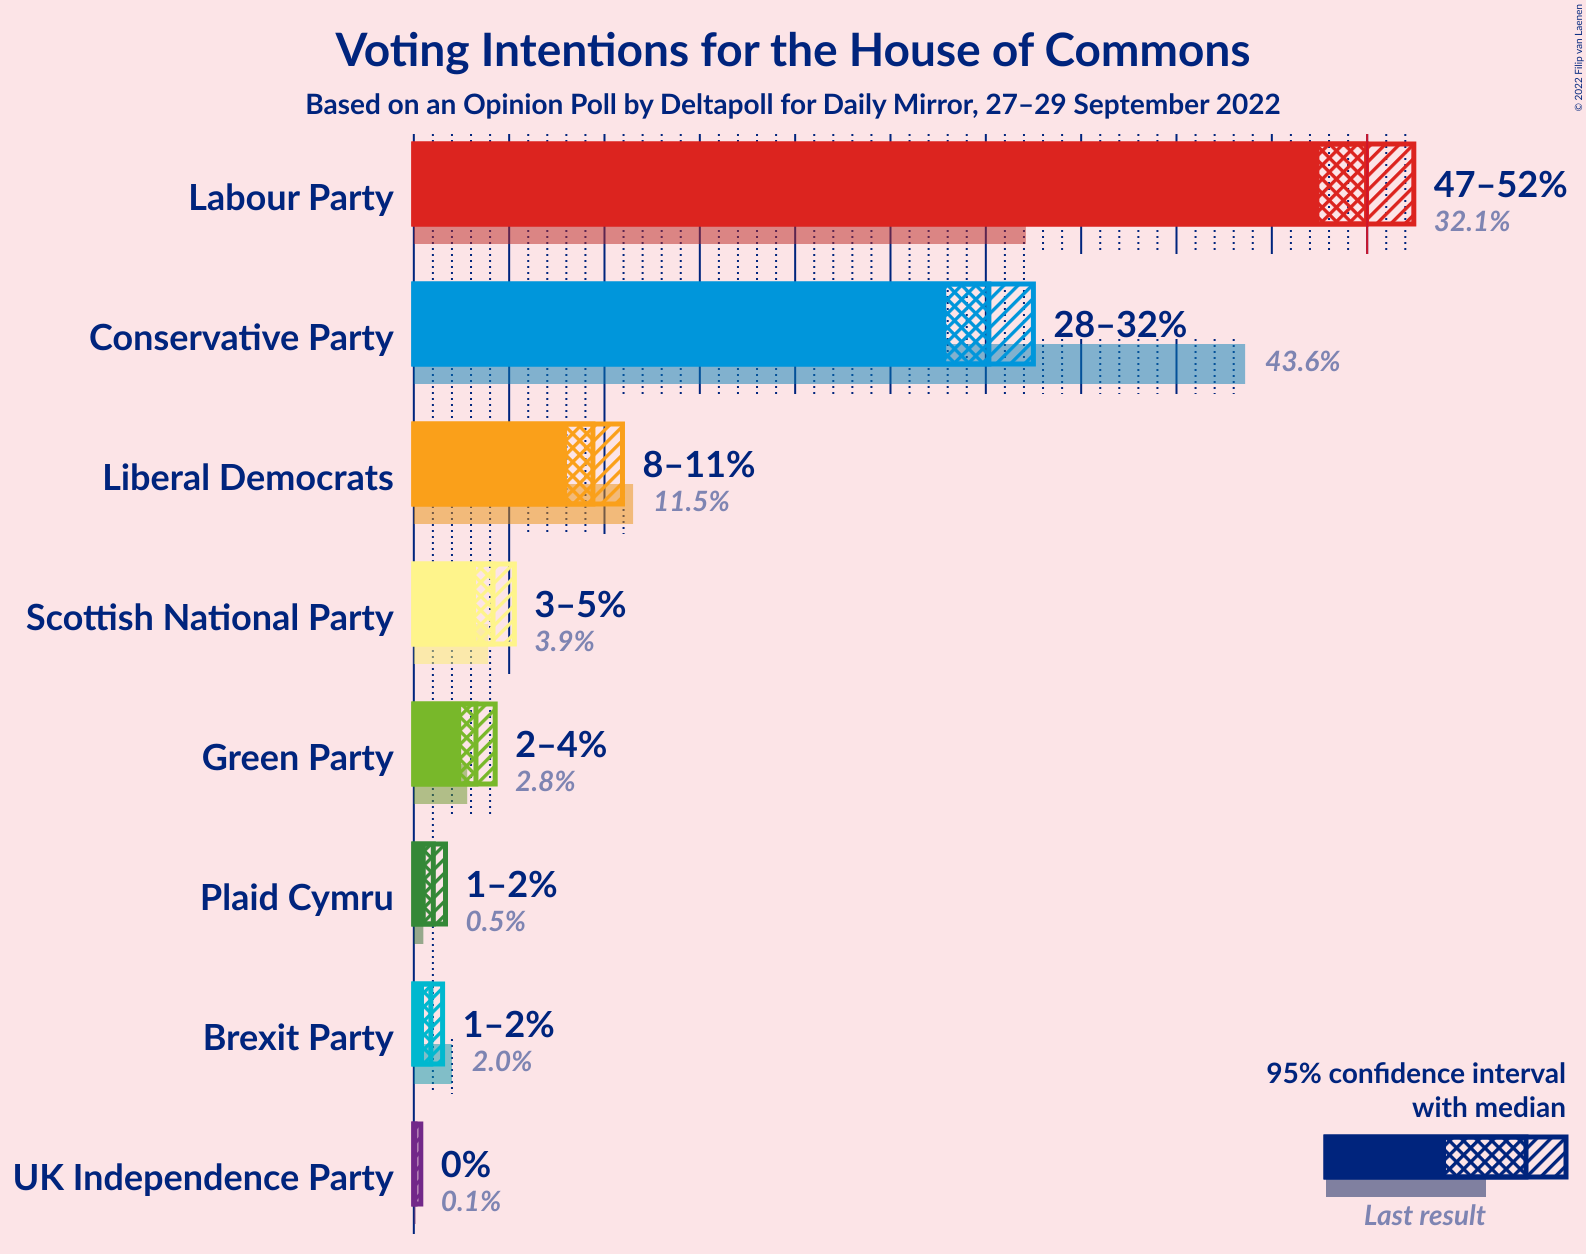 Voting Intentions for the House of Commons
Based on an Opinion Poll by Deltapoll for Daily Mirror, 27–29 September 2022
© 2022 Filip van Laenen
Labour Party
47–52%
32.1%
Conservative Party
28–32%
43.6%
Liberal Democrats
8–11%
11.5%
Scottish National Party
3–5%
3.9%
Green Party
2–4%
2.8%
Plaid Cymru
1–2%
0.5%
Brexit Party
1–2%
2.0%
UK Independence Party
0%
0.1%
95% confidence interval
with median
Last result